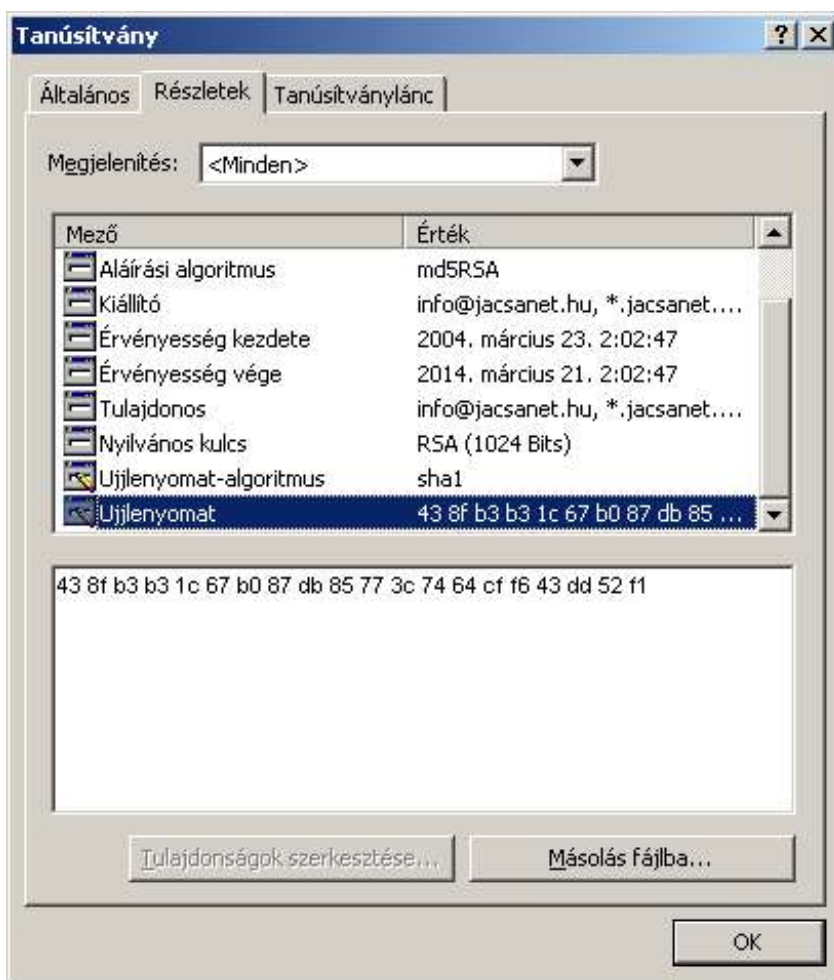 Tanúsítvány
Általános Részletek Tanúsítványlánc
Megjelenítés: <Minden>
Mező Érték
Aláírási algoritmus md5RSA
Kiállító info@jacsanet.hu, *.jacsanet....
Érvényesség kezdete 2004. március 23. 2:02:47
Érvényesség vége 2014. március 21. 2:02:47
Tulajdonos info@jacsanet.hu, *.jacsanet....
Nyilvános kulcs RSA (1024 Bits)
Ujjlenyomat-algoritmus sha1
Ujjlenyomat 43 8f b3 b3 1c 67 b0 87 db 85 ...
43 8f b3 b3 1c 67 b0 87 db 85 77 3c 74 64 cf f6 43 dd 52 f1
Tulajdonságok szerkesztése... Másolás fájlba...
OK